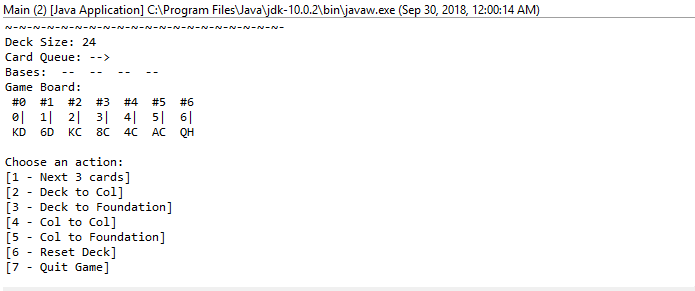 Main (2) [Java Application] C:\Program Files\Java\jdk-10.0.2\bin\javaw.exe (Sep 30, 2018, 12:00:14 AM)
~-~-~-~-~-~-~-~-~-~-~-~-~-~-~-~-~-~-~-~-
Deck Size: 24
Card Queue: -->
Bases:  --  --  --  --
Game Board:
 #0  #1  #2  #3  #4  #5  #6
 0|  1|  2|  3|  4|  5|  6|
 KD  6D  KC  8C  4C  AC  QH
Choose an action:
[1 - Next 3 cards]
[2 - Deck to Col]
[3 - Deck to Foundation]
[4 - Col to Col]
[5 - Col to Foundation]
[6 - Reset Deck]
[7 - Quit Game]